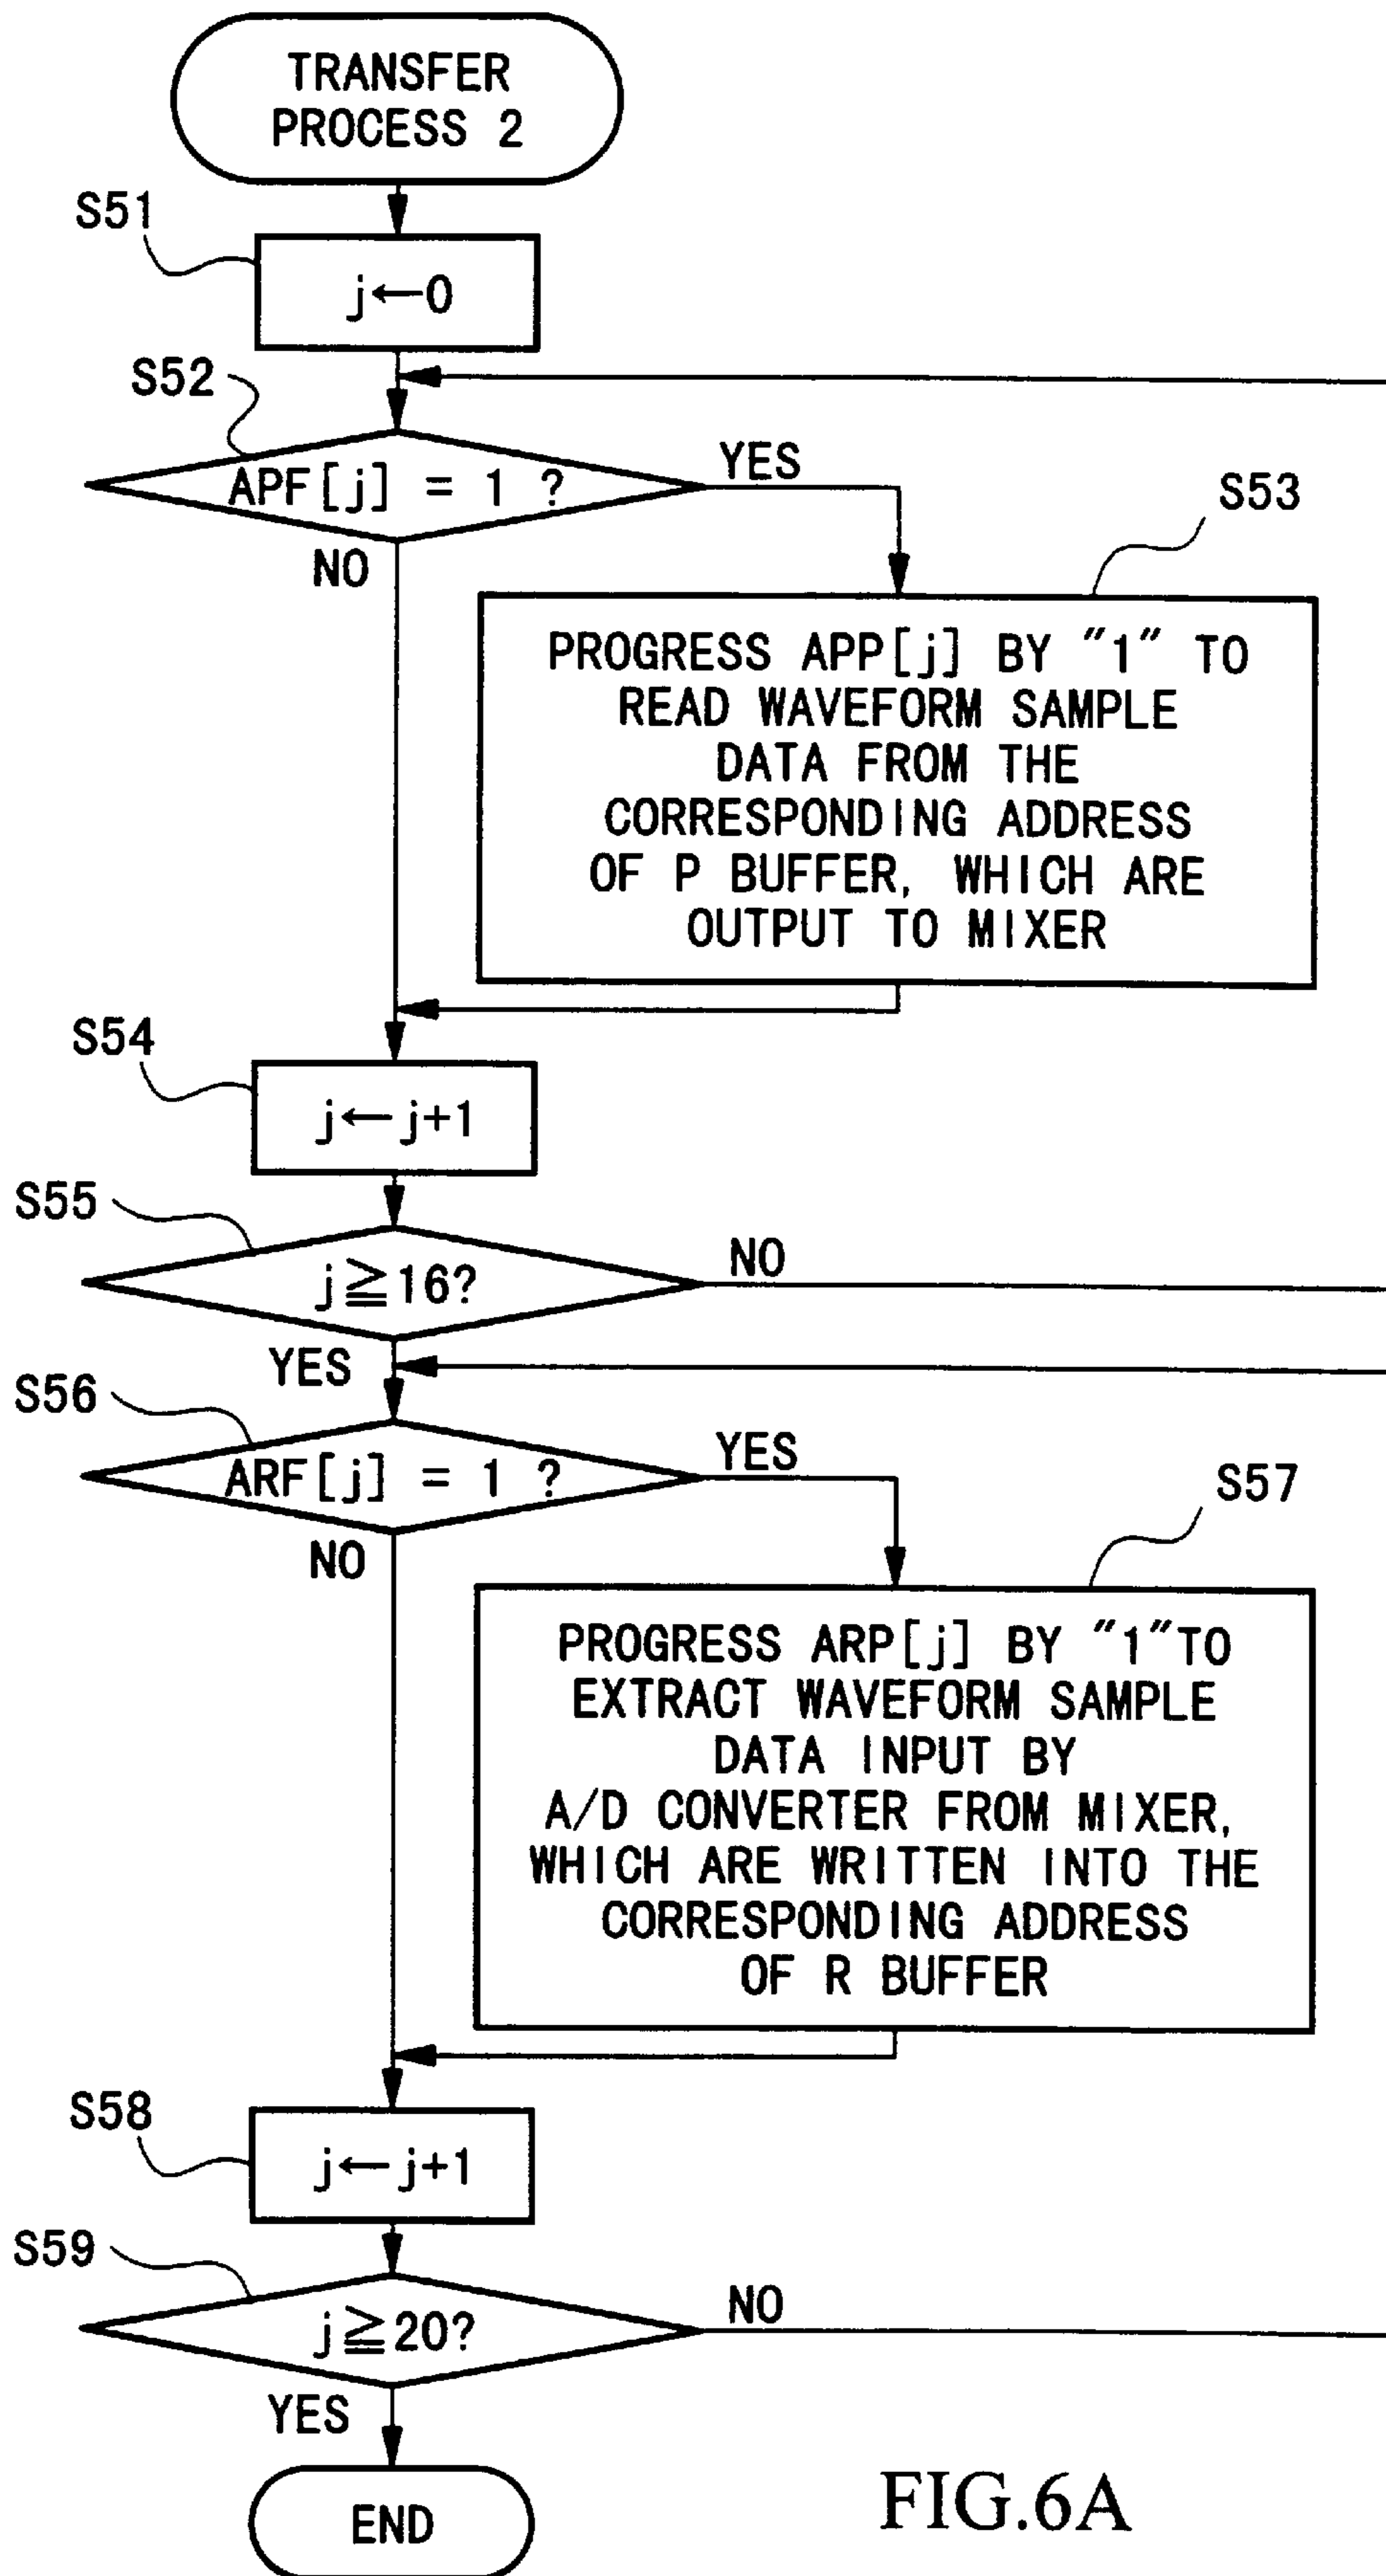 TRANSFER
PROCESS 2
S51
j←0
S52
APF[j] = 1 ?
YES
NO
S53
PROGRESS APP[j] BY "1" TO
READ WAVEFORM SAMPLE
DATA FROM THE
CORRESPONDING ADDRESS
OF P BUFFER, WHICH ARE
OUTPUT TO MIXER
S54
j←j+1
S55
j≧16?
NO
YES
S56
ARF[j] = 1 ?
YES
NO
S57
PROGRESS ARP[j] BY "1"TO
EXTRACT WAVEFORM SAMPLE
DATA INPUT BY
A/D CONVERTER FROM MIXER,
WHICH ARE WRITTEN INTO THE
CORRESPONDING ADDRESS
OF R BUFFER
S58
j←j+1
S59
j≧20?
NO
YES
END
FIG.6A